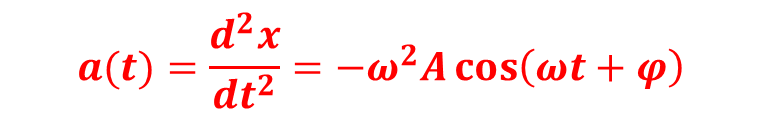 a(t) = d²x/dt² = −ω²A cos(ωt + φ)